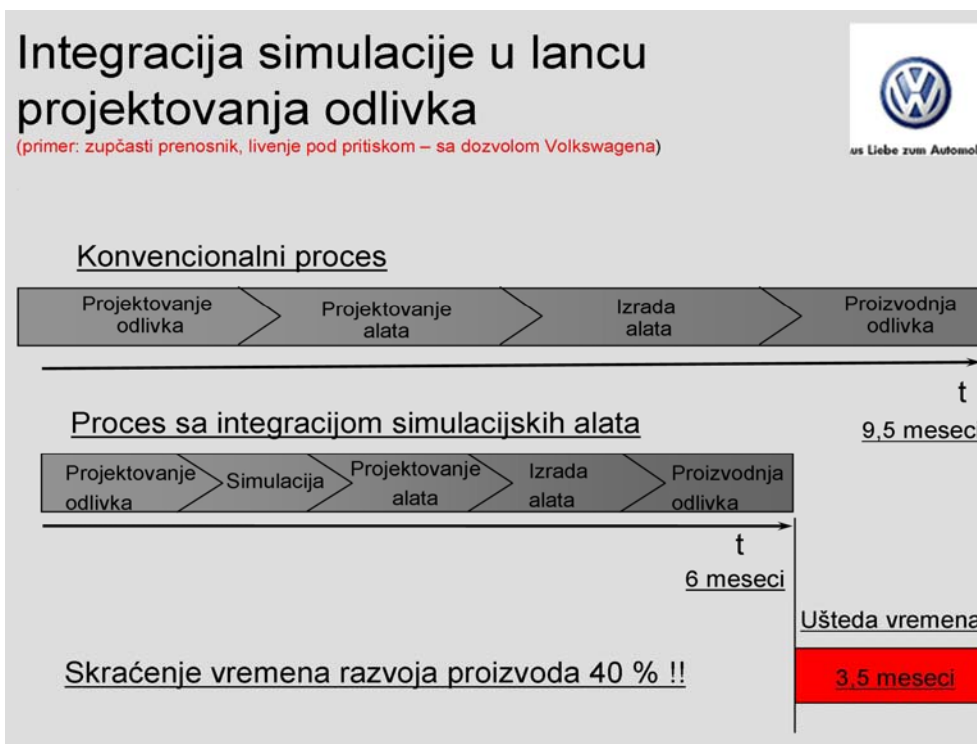 Integracija simulacije u lancu
projektovanja odlivka
(primer: zupčasti prenosnik, livenje pod pritiskom – sa dozvolom Volkswagena)
us Liebe zum Automol
Konvencionalni proces
Projektovanje
odlivka
Projektovanje
alata
Izrada
alata
Proizvodnja
odlivka
t
9,5 meseci
Proces sa integracijom simulacijskih alata
Projektovanje
odlivka
Simulacija
Projektovanje
alata
Izrada
alata
Proizvodnja
odlivka
t
6 meseci
Ušteda vremena
Skraćenje vremena razvoja proizvoda 40 % !!
3,5 meseci